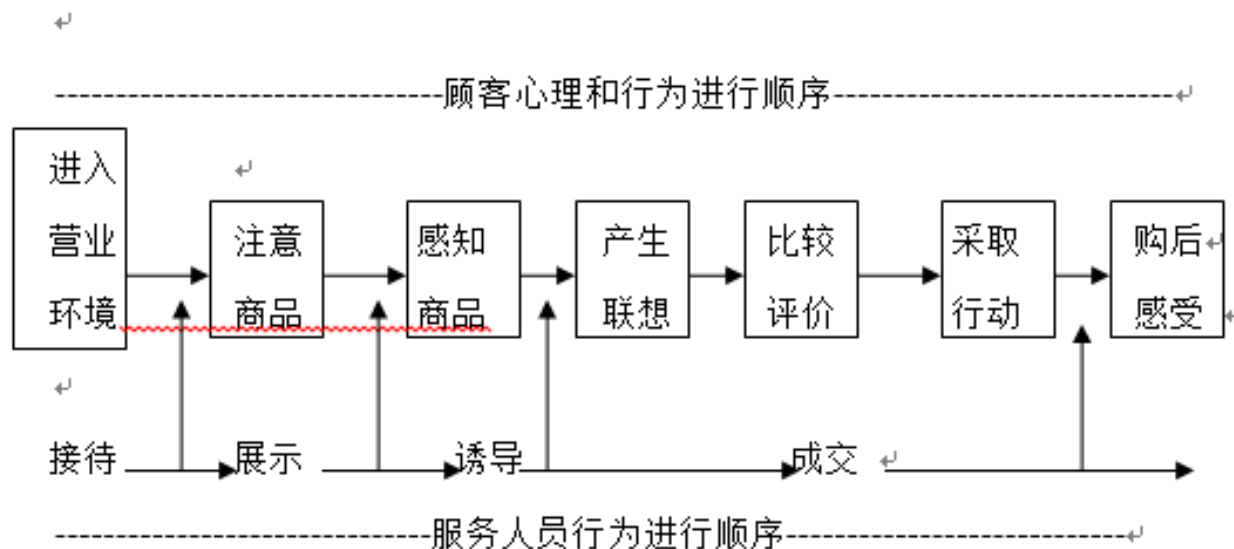 顾客心理和行为进行顺序
进入
营业
环境
注意
商品
感知
商品
产生
联想
比较
评价
采取
行动
购后
感受
接待
展示
诱导
成交
服务人员行为进行顺序